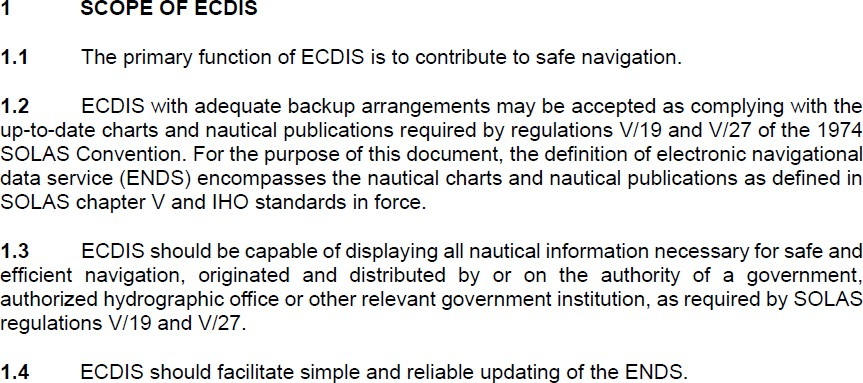 1 SCOPE OF ECDIS
1.1 The primary function of ECDIS is to contribute to safe navigation.
1.2 ECDIS with adequate backup arrangements may be accepted as complying with the
up-to-date charts and nautical publications required by regulations V/19 and V/27 of the 1974
SOLAS Convention. For the purpose of this document, the definition of electronic navigational
data service (ENDS) encompasses the nautical charts and nautical publications as defined in
SOLAS chapter V and IHO standards in force.
1.3 ECDIS should be capable of displaying all nautical information necessary for safe and
efficient navigation, originated and distributed by or on the authority of a government,
authorized hydrographic office or other relevant government institution, as required by SOLAS
regulations V/19 and V/27.
1.4 ECDIS should facilitate simple and reliable updating of the ENDS.